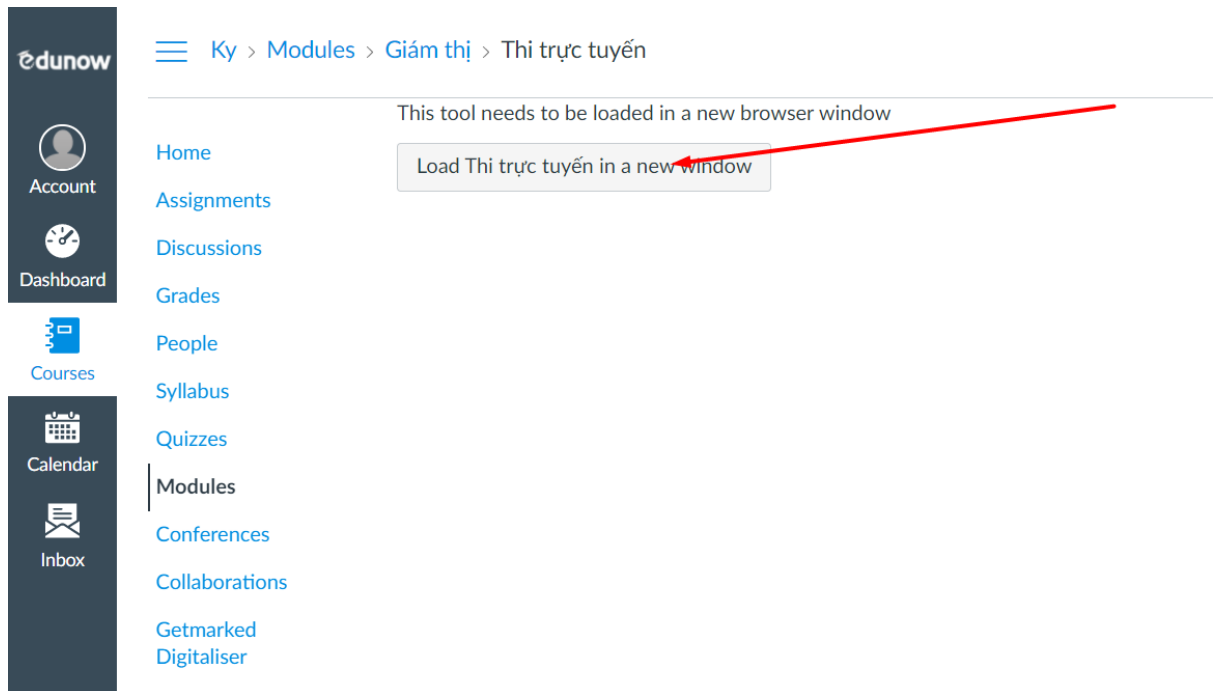 edunow
Ky > Modules > Giám thị > Thi trực tuyến
This tool needs to be loaded in a new browser window
Load Thi trực tuyến in a new window
Account
Dashboard
Courses
Calendar
Inbox
Home
Assignments
Discussions
Grades
People
Syllabus
Quizzes
Modules
Conferences
Collaborations
Getmarked
Digitaliser